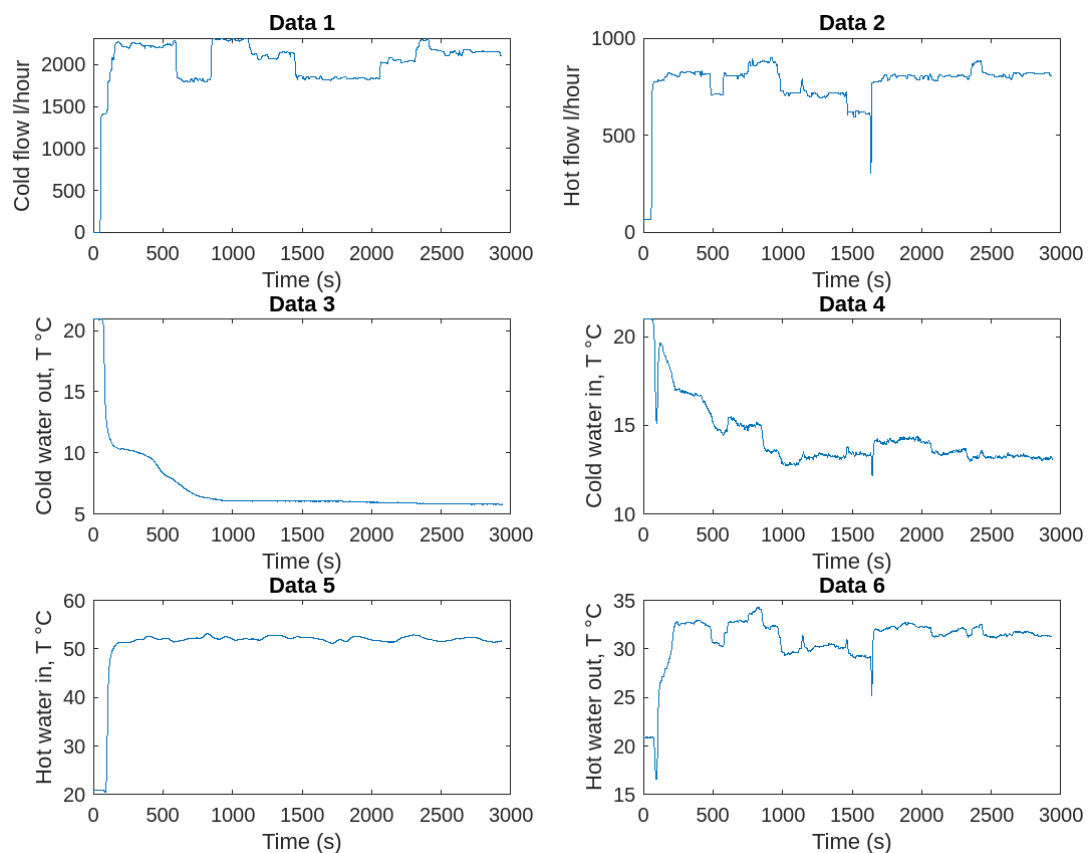 Data 1
Cold flow l/hour
2000
1500
1000
500
0
0 500 1000 1500 2000 2500 3000
Time (s)
Data 2
Hot flow l/hour
1000
500
0
0 500 1000 1500 2000 2500 3000
Time (s)
Data 3
Cold water out, T °C
20
15
10
5
0 500 1000 1500 2000 2500 3000
Time (s)
Data 4
Cold water in, T °C
20
15
10
0 500 1000 1500 2000 2500 3000
Time (s)
Data 5
Hot water in, T °C
60
50
40
30
20
0 500 1000 1500 2000 2500 3000
Time (s)
Data 6
Hot water out, T °C
35
30
25
20
15
0 500 1000 1500 2000 2500 3000
Time (s)